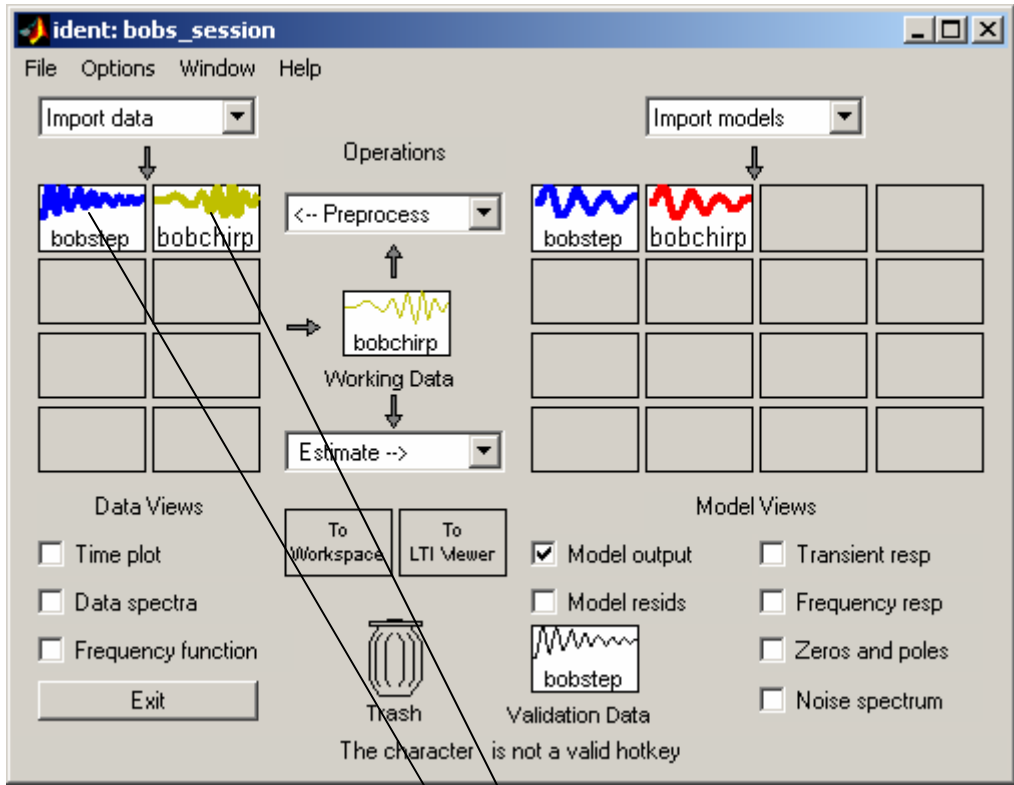 ident: bobs_session
File Options Window Help
Import data
Import models
Operations
<-- Preprocess
bobstep
bobchirp
bobstep
bobchirp
bobchirp
Working Data
Estimate -->
Data Views
Model Views
To Workspace
To LTI Viewer
Time plot
Data spectra
Frequency function
Exit
Trash
Model output
Model resids
bobstep
Validation Data
Transient resp
Frequency resp
Zeros and poles
Noise spectrum
The character is not a valid hotkey